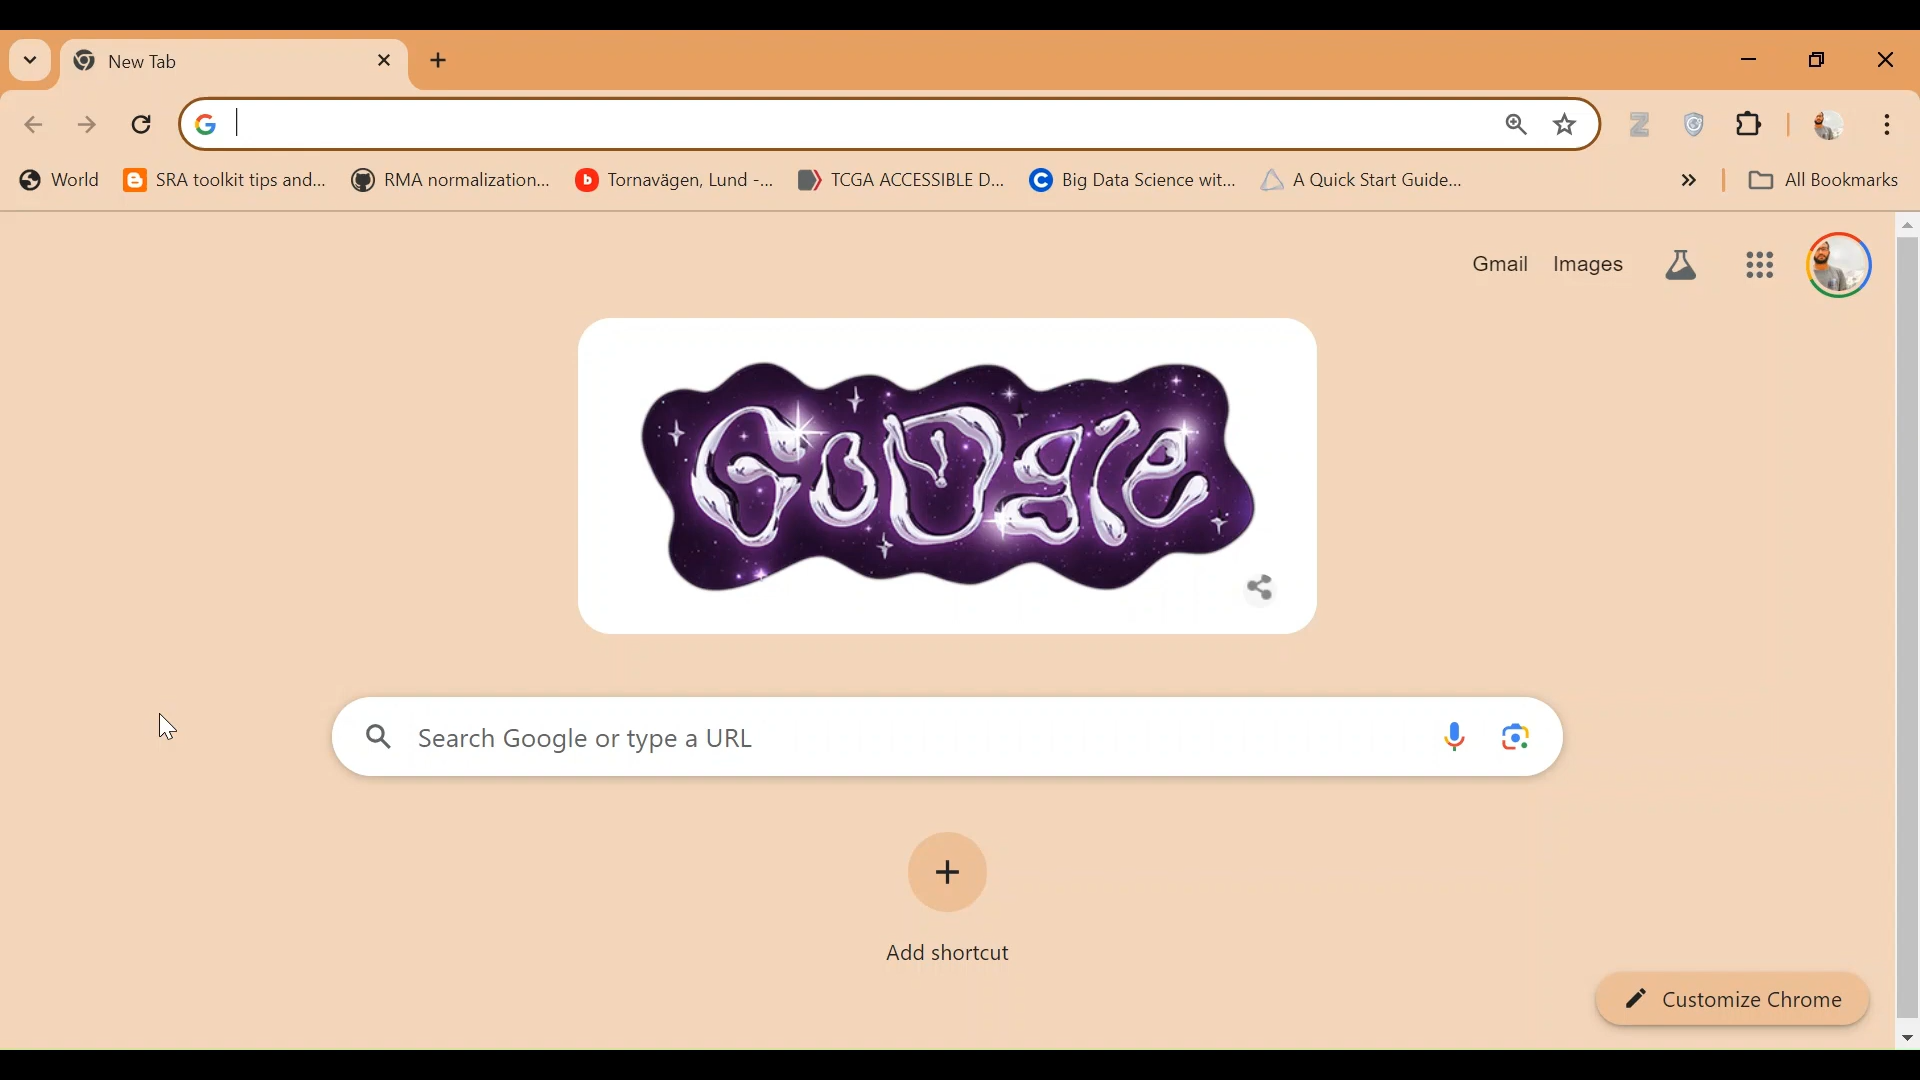 New Tab
World
SRA toolkit tips and...
RMA normalization...
Tornavägen, Lund -...
TCGA ACCESSIBLE D...
Big Data Science wit...
A Quick Start Guide...
All Bookmarks
Gmail
Images
Google
Search Google or type a URL
Add shortcut
Customize Chrome